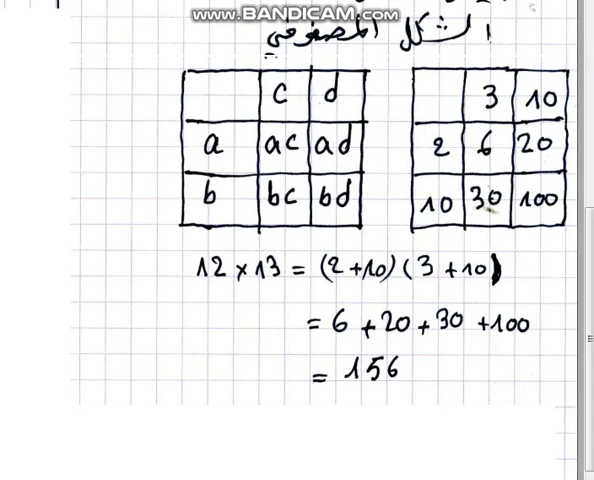 www.BANDICAM.com
الشكل المصفوفي
c d
a ac ad
b bc bd
3 10
2 6 20
10 30 100
12 × 13 = (2 + 10) (3 + 10)
= 6 + 20 + 30 + 100
= 156